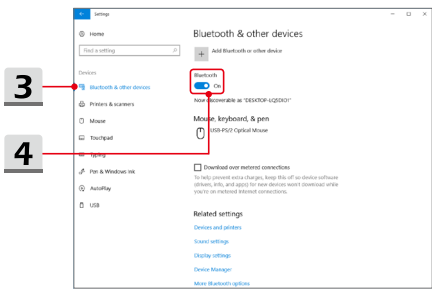 Settings
Home
Find a setting
Devices
Bluetooth & other devices
Printers & scanners
Mouse
Touchpad
Typing
Pen & Windows Ink
AutoPlay
USB
3
4
Bluetooth & other devices
Add Bluetooth or other device
Bluetooth
On
Now discoverable as "DESKTOP-LQ5DIO1"
Mouse, keyboard, & pen
USB-PS/2 Optical Mouse
Download over metered connections
To help prevent extra charges, keep this off so device software
(drivers, info, and apps) for new devices won't download while
you're on metered Internet connections.
Related settings
Devices and printers
Sound settings
Display settings
Device Manager
More Bluetooth options